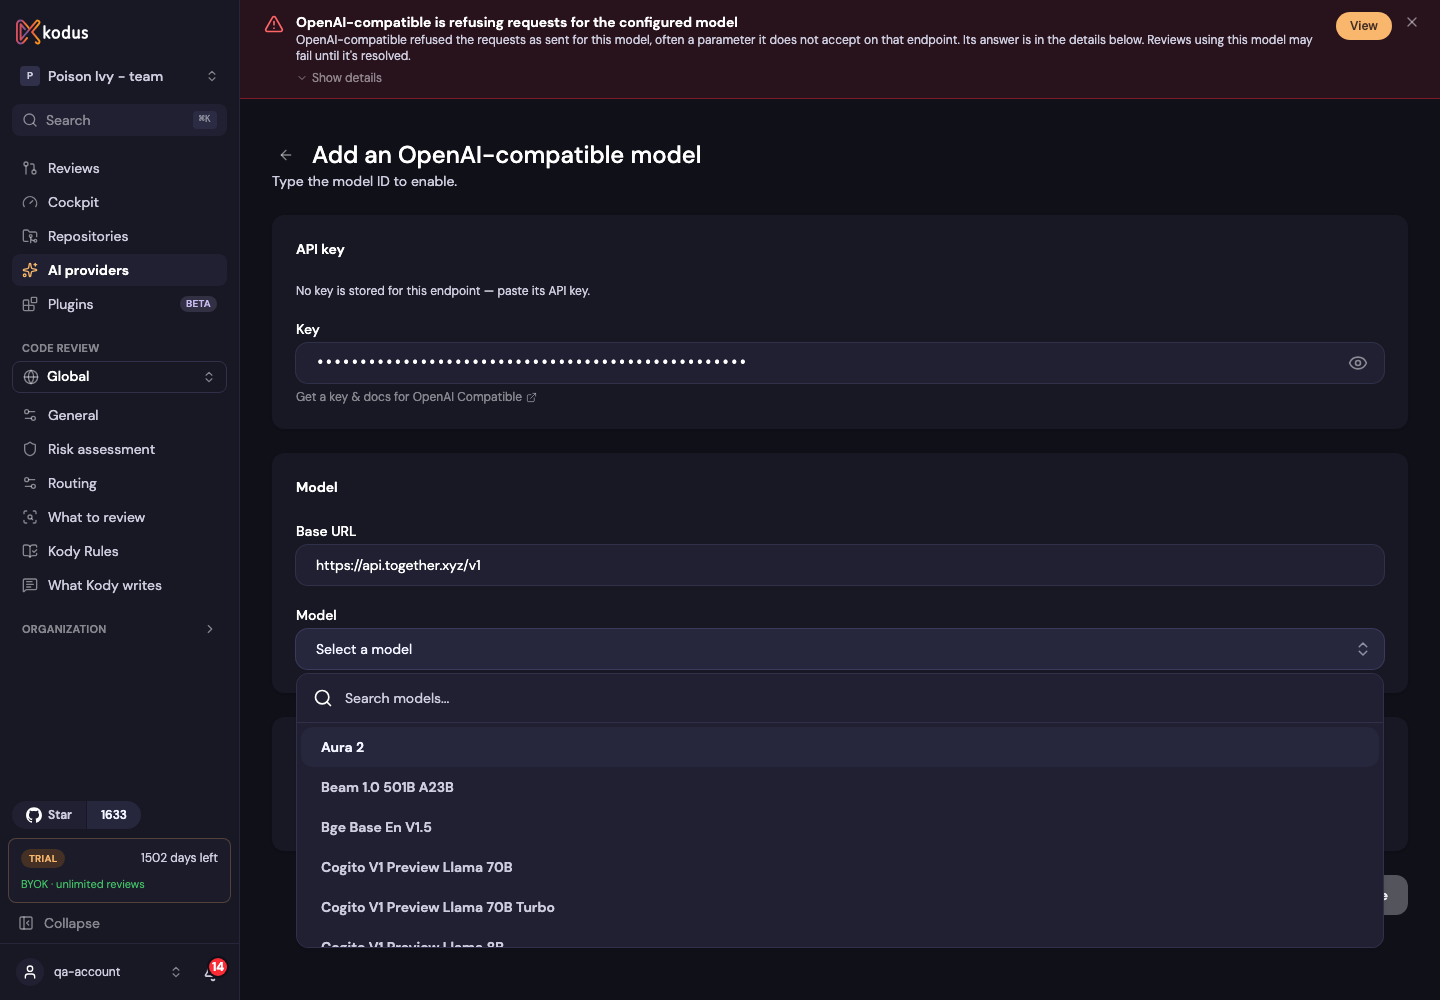 kodus
P Poison Ivy - team
Search ⌘K
Reviews
Cockpit
Repositories
AI providers
Plugins BETA
CODE REVIEW
Global
General
Risk assessment
Routing
What to review
Kody Rules
What Kody writes
ORGANIZATION
Star 1633
TRIAL 1502 days left
BYOK · unlimited reviews
Collapse
qa-account 14
OpenAI-compatible is refusing requests for the configured model
OpenAI-compatible refused the requests as sent for this model, often a parameter it does not accept on that endpoint. Its answer is in the details below. Reviews using this model may
fail until it's resolved.
Show details
View
Add an OpenAI-compatible model
Type the model ID to enable.
API key
No key is stored for this endpoint — paste its API key.
Key
••••••••••••••••••••••••••••••••••••••••••••••••••
Get a key & docs for OpenAI Compatible
Model
Base URL
https://api.together.xyz/v1
Model
Select a model
Search models...
Aura 2
Beam 1.0 501B A23B
Bge Base En V1.5
Cogito V1 Preview Llama 70B
Cogito V1 Preview Llama 70B Turbo
Cogito V1 Preview Llama 8B